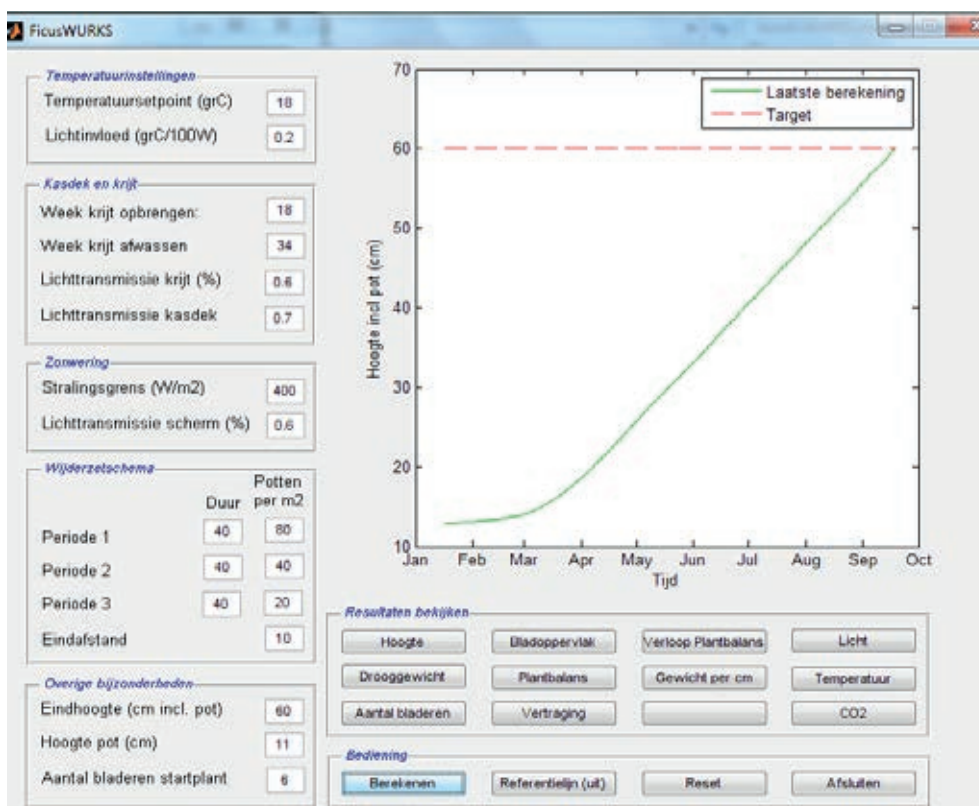 FicusWURKS
Temperatuurinstellingen
Temperatuursetpoint (grC) 18
Lichtinvloed (grC/100W) 0.2
Kasdek en krijt
Week krijt opbrengen: 18
Week krijt afwassen 34
Lichttransmissie krijt (%) 0.6
Lichttransmissie kasdek 0.7
Zonwering
Stralingsgrens (W/m2) 400
Lichttransmissie scherm (%) 0.6
Wijderzetschema
Duur Potten per m2
Periode 1 40 80
Periode 2 40 40
Periode 3 40 20
Eindafstand 10
Overige bijzonderheden
Eindhoogte (cm incl. pot) 60
Hoogte pot (cm) 11
Aantal bladeren startplant 6
Laatste berekening
Target
70
60
50
40
30
20
10
Hoogte incl pot (cm)
Jan Feb Mar Apr May Jun Jul Aug Sep Oct
Tijd
Resultaten bekijken
Hoogte Bladoppervlak Verloop Plantbalans Licht
Drooggewicht Plantbalans Gewicht per cm Temperatuur
Aantal bladeren Vertraging CO2
Bediening
Berekenen Referentielijn (uit) Reset Afsluiten